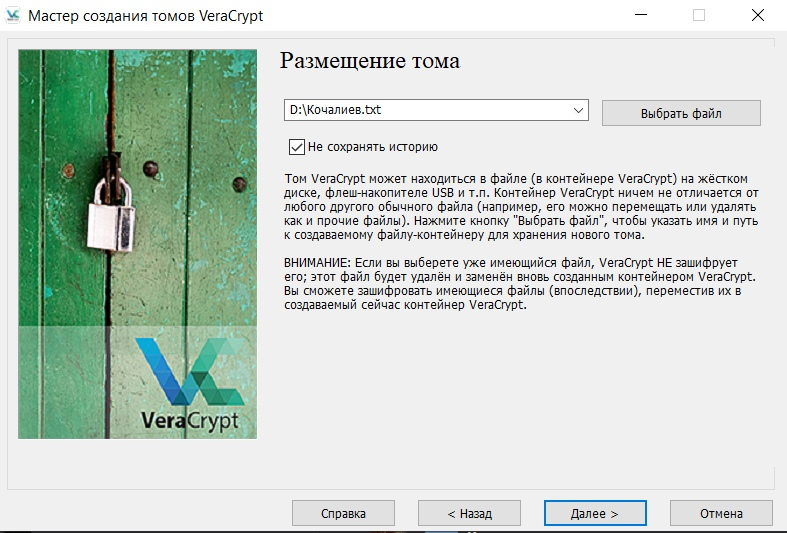 Мастер создания томов VeraCrypt
Размещение тома
D:\Кочалиев.txt
Выбрать файл
Не сохранять историю
Том VeraCrypt может находиться в файле (в контейнере VeraCrypt) на жёстком
диске, флеш-накопителе USB и т.п. Контейнер VeraCrypt ничем не отличается от
любого другого обычного файла (например, его можно перемещать или удалять
как и прочие файлы). Нажмите кнопку "Выбрать файл", чтобы указать имя и путь
к создаваемому файлу-контейнеру для хранения нового тома.
ВНИМАНИЕ: Если вы выберете уже имеющийся файл, VeraCrypt НЕ зашифрует
его; этот файл будет удалён и заменён вновь созданным контейнером VeraCrypt.
Вы сможете зашифровать имеющиеся файлы (впоследствии), переместив их в
создаваемый сейчас контейнер VeraCrypt.
VeraCrypt
Справка
< Назад
Далее >
Отмена